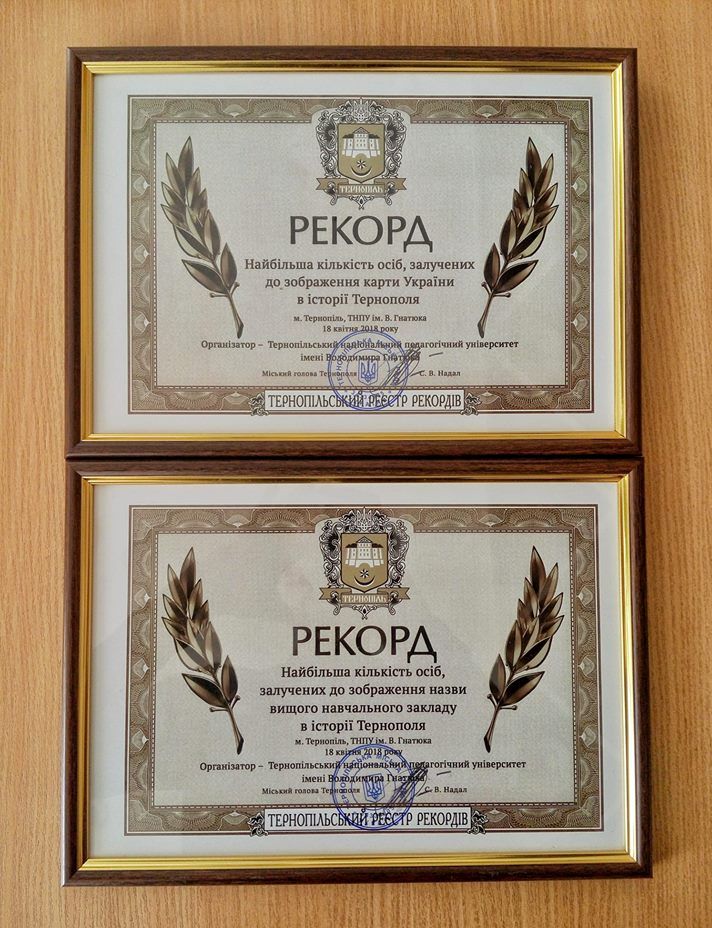 ТЕРНОПІЛЬ
РЕКОРД
Найбільша кількість осіб, залучених
до зображення карти України
в історії Тернополя
м. Тернопіль, ТНПУ ім. В. Гнатюка
18 квітня 2018 року
Організатор – Тернопільський національний педагогічний університет
імені Володимира Гнатюка
Міський голова Тернополя С. В. Надал
ТЕРНОПІЛЬСЬКИЙ РЕЄСТР РЕКОРДІВ
ТЕРНОПІЛЬ
РЕКОРД
Найбільша кількість осіб,
залучених до зображення назви
вищого навчального закладу
в історії Тернополя
м. Тернопіль, ТНПУ ім. В. Гнатюка
18 квітня 2018 року
Організатор – Тернопільський національний педагогічний університет
імені Володимира Гнатюка
Міський голова Тернополя С. В. Надал
ТЕРНОПІЛЬСЬКИЙ РЕЄСТР РЕКОРДІВ